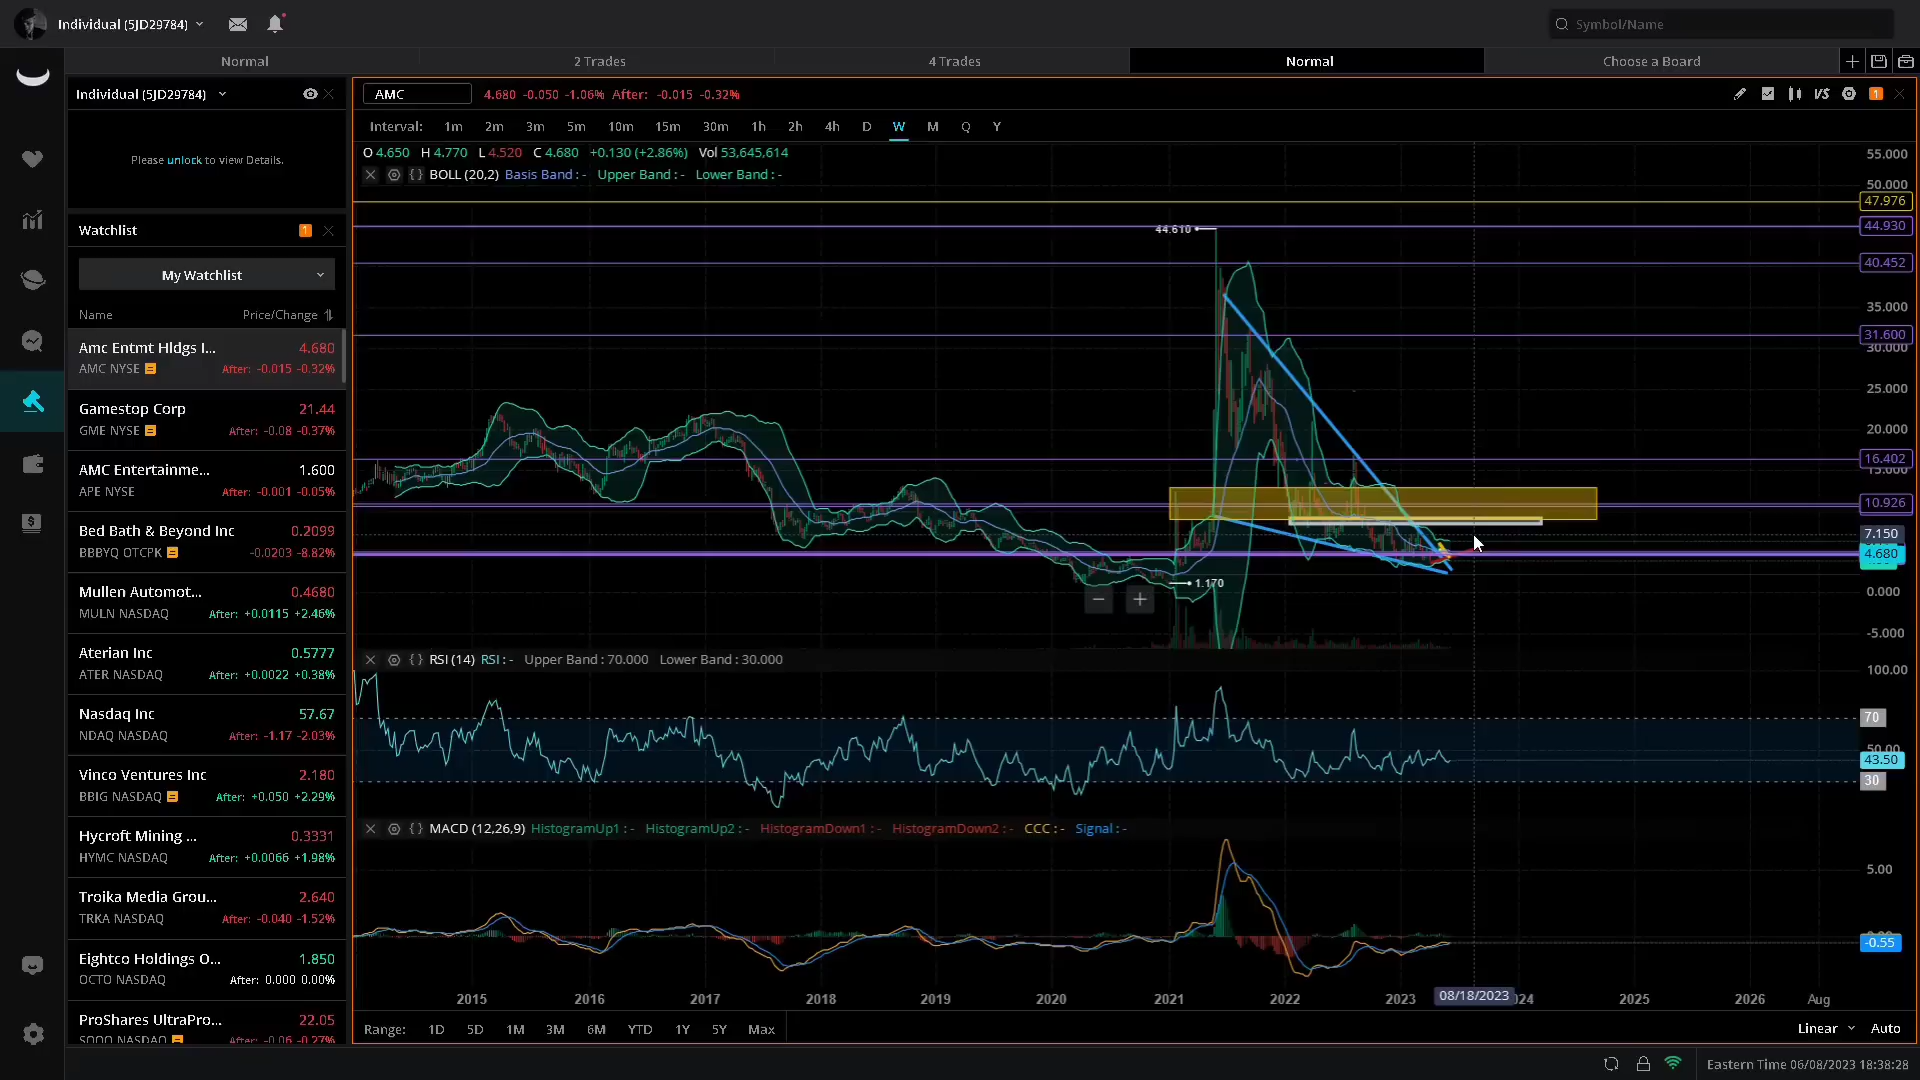 Individual (5JD29784)
Symbol/Name
Normal
2 Trades
4 Trades
Normal
Choose a Board
Individual (5JD29784)
Please unlock to view Details.
Watchlist
1
My Watchlist
Name Price/Change
Amc Entmt Hldgs I... 4.680
AMC NYSE After: -0.015 -0.32%
Gamestop Corp 21.44
GME NYSE After: -0.08 -0.37%
AMC Entertainme... 1.600
APE NYSE After: -0.001 -0.05%
Bed Bath & Beyond Inc 0.2099
BBBYQ OTCPK -0.0203 -8.82%
Mullen Automot... 0.4680
MULN NASDAQ After: +0.0115 +2.46%
Aterian Inc 0.5777
ATER NASDAQ After: +0.0022 +0.38%
Nasdaq Inc 57.67
NDAQ NASDAQ After: -1.17 -2.03%
Vinco Ventures Inc 2.180
BBIG NASDAQ After: +0.050 +2.29%
Hycroft Mining ... 0.3331
HYMC NASDAQ After: +0.0066 +1.98%
Troika Media Grou... 2.640
TRKA NASDAQ After: -0.040 -1.52%
Eightco Holdings O... 1.850
OCTO NASDAQ After: 0.000 0.00%
ProShares UltraPro... 22.05
SQQQ NASDAQ After: -0.06 -0.27%
AMC 4.680 -0.050 -1.06% After: -0.015 -0.32%
VS
1
Interval: 1m 2m 3m 5m 10m 15m 30m 1h 2h 4h D W M Q Y
O 4.650 H 4.770 L 4.520 C 4.680 +0.130 (+2.86%) Vol 53,645,614
BOLL (20,2) Basis Band : - Upper Band : - Lower Band : -
44.610
1.170
55.000
50.000
47.976
44.930
40.452
35.000
31.600
30.000
25.000
20.000
16.402
15.000
10.926
7.150
4.680
0.000
-5.000
RSI (14) RSI : - Upper Band : 70.000 Lower Band : 30.000
100.00
70
50.00
43.50
30
MACD (12,26,9) HistogramUp1 : - HistogramUp2 : - HistogramDown1 : - HistogramDown2 : - CCC : - Signal : -
5.00
-0.55
2015 2016 2017 2018 2019 2020 2021 2022 2023 08/18/2023 24 2025 2026 Aug
Range: 1D 5D 1M 3M 6M YTD 1Y 5Y Max
Linear Auto
Eastern Time 06/08/2023 18:38:28